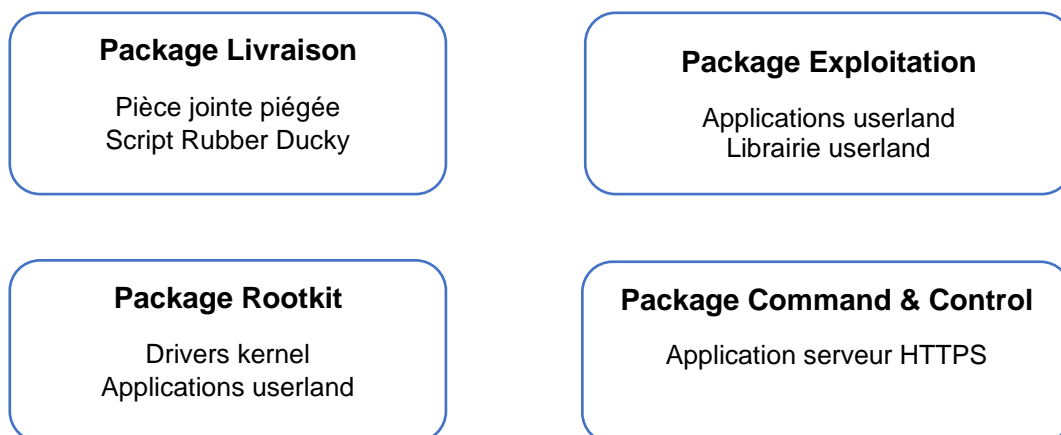 Package Livraison
Pièce jointe piégée
Script Rubber Ducky
Package Exploitation
Applications userland
Librairie userland
Package Rootkit
Drivers kernel
Applications userland
Package Command & Control
Application serveur HTTPS